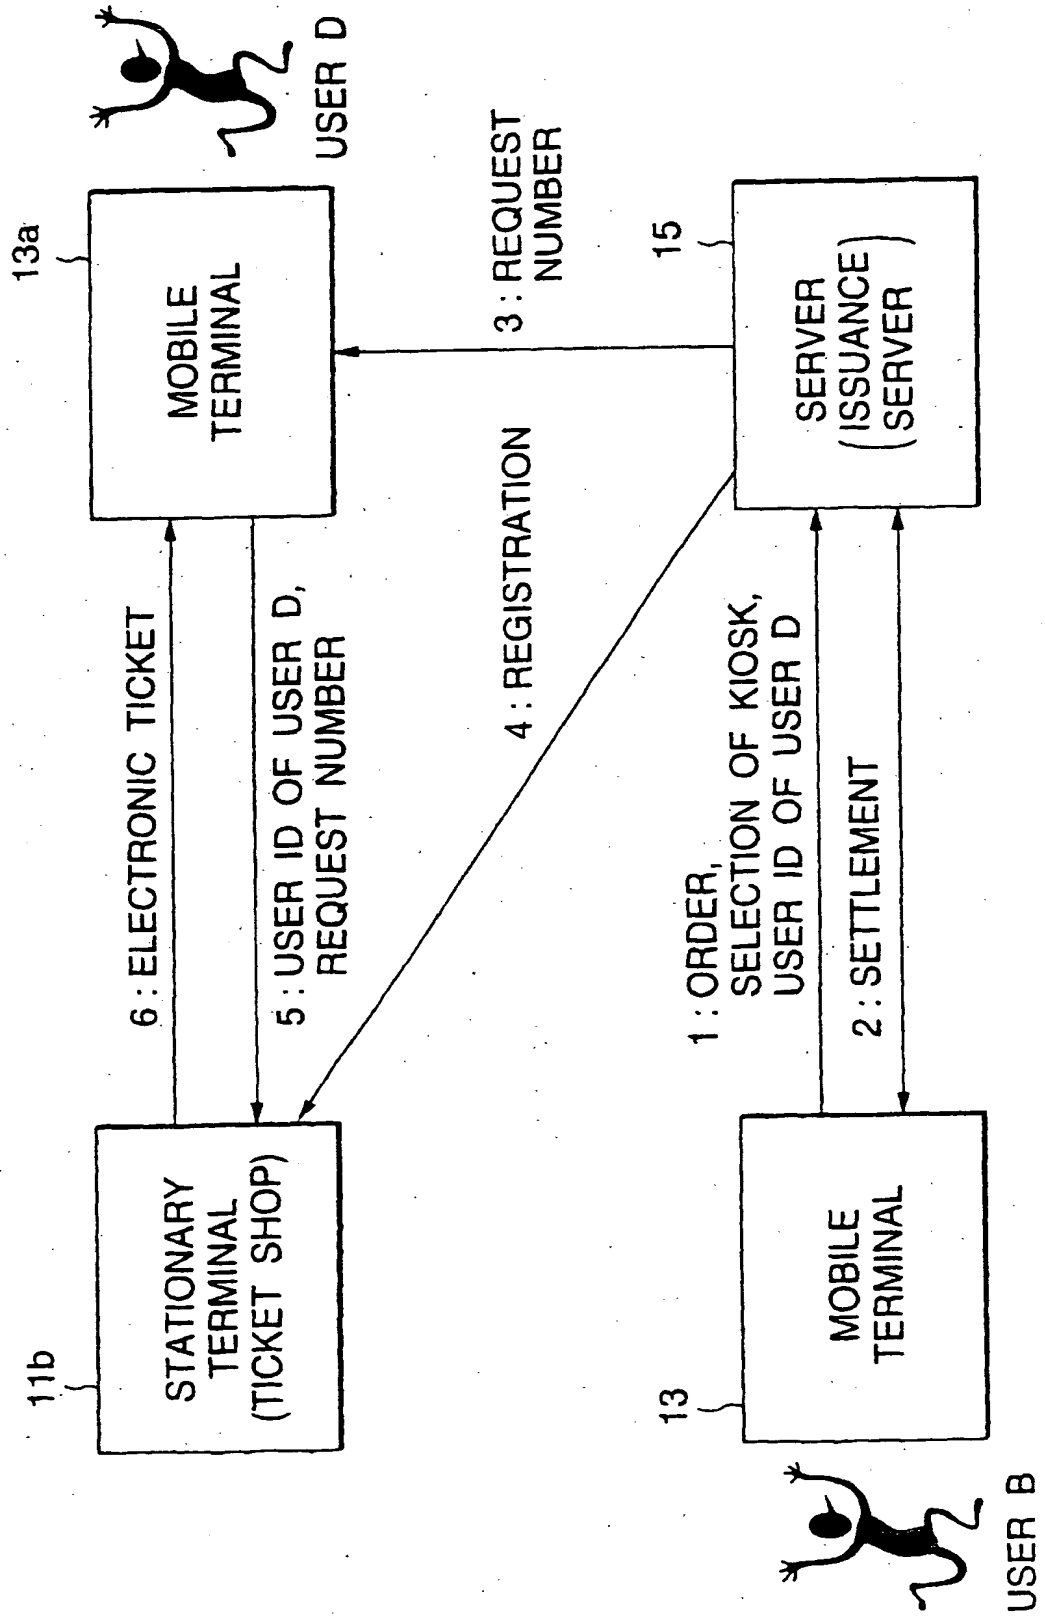 11b
STATIONARY
TERMINAL
(TICKET SHOP)
6 : ELECTRONIC TICKET
5 : USER ID OF USER D,
REQUEST NUMBER
13a
MOBILE
TERMINAL
USER D
4 : REGISTRATION
3 : REQUEST
NUMBER
13
MOBILE
TERMINAL
USER B
1 : ORDER,
SELECTION OF KIOSK,
USER ID OF USER D
2 : SETTLEMENT
15
SERVER
(ISSUANCE
SERVER)